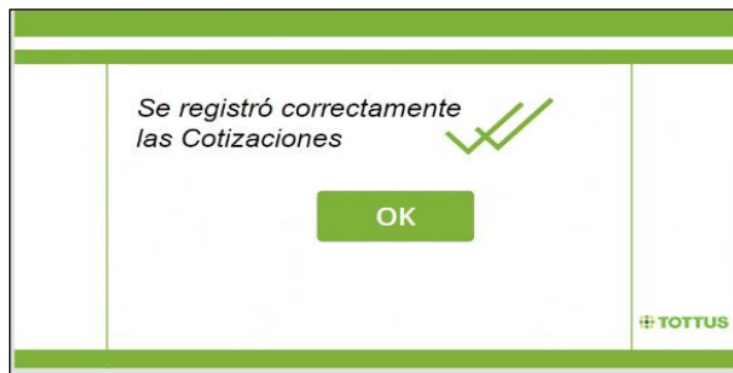 Se registró correctamente
las Cotizaciones
OK
TOTTUS